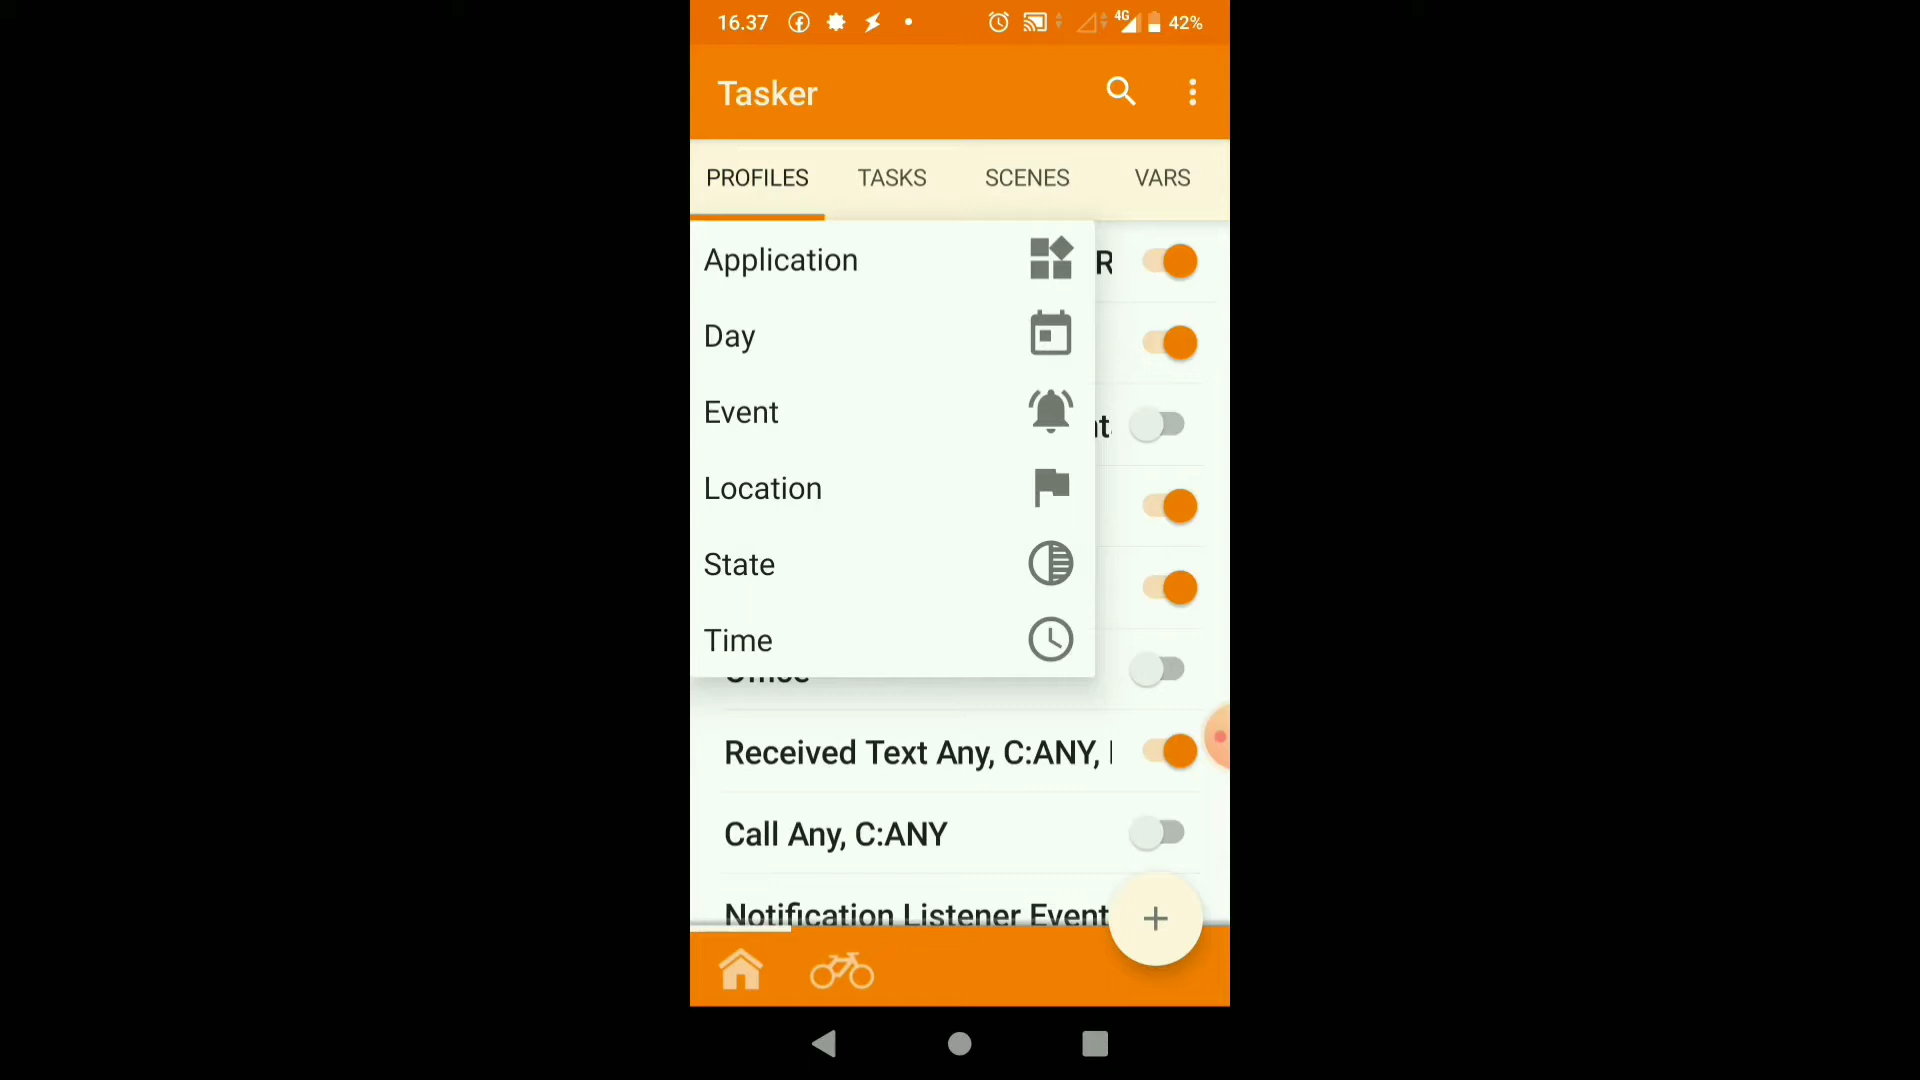 16.37 4G 42%
Tasker
PROFILES TASKS SCENES VARS
Application
R
Day
Event
Location
State
Time
Office
Received Text Any, C:ANY,
Call Any, C:ANY
Notification Listener Event